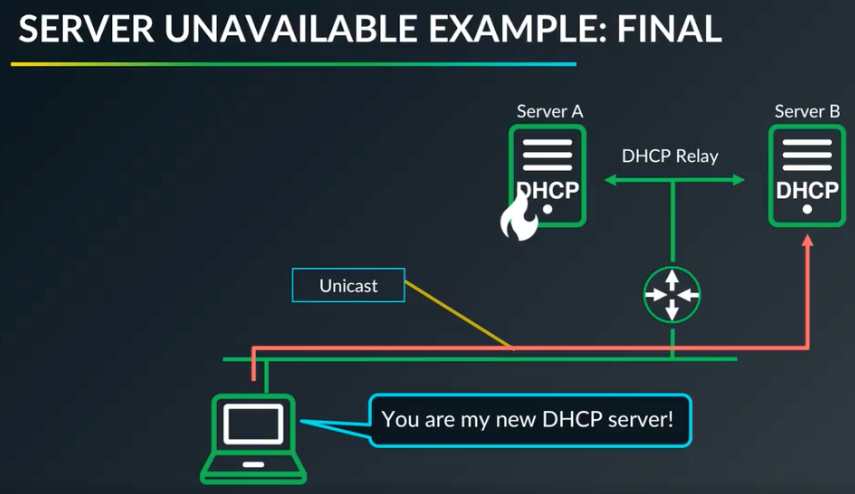 SERVER UNAVAILABLE EXAMPLE: FINAL
Server A
Server B
DHCP Relay
DHCP
DHCP
Unicast
You are my new DHCP server!